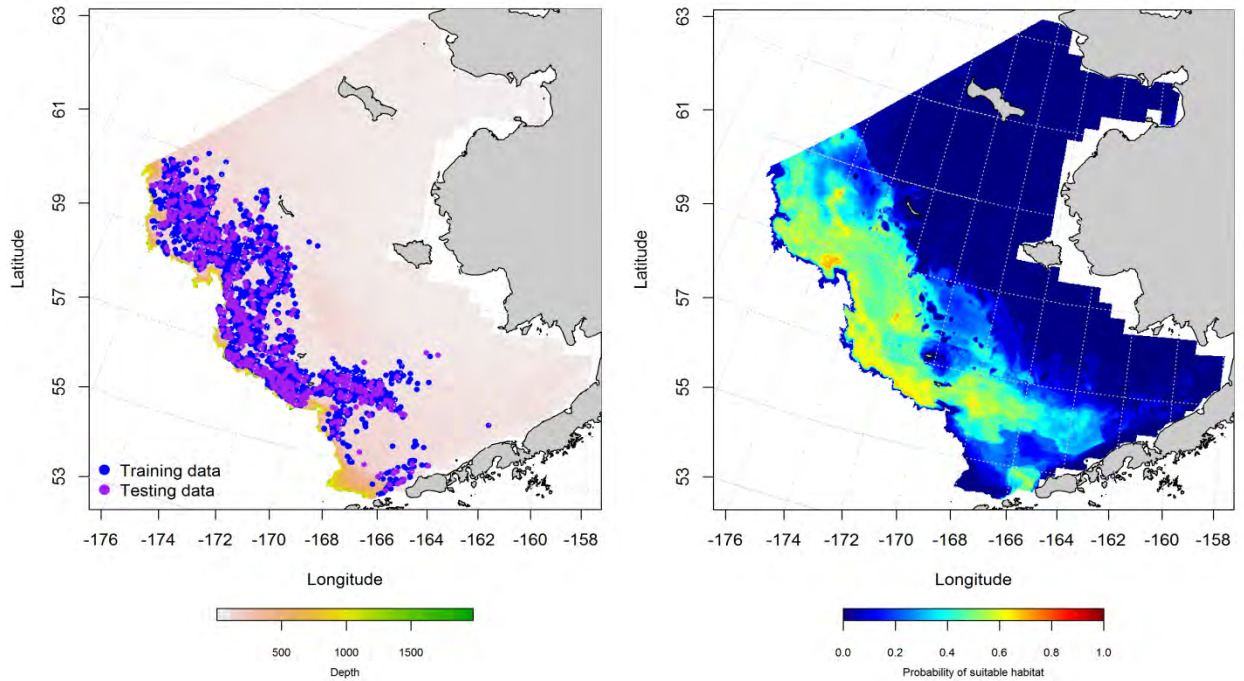 63
61
59
57
55
53
Latitude
Training data
Testing data
-176 -174 -172 -170 -168 -166 -164 -162 -160 -158
Longitude
500 1000 1500
Depth
63
61
59
57
55
53
Latitude
-176 -174 -172 -170 -168 -166 -164 -162 -160 -158
Longitude
0.0 0.2 0.4 0.6 0.8 1.0
Probability of suitable habitat